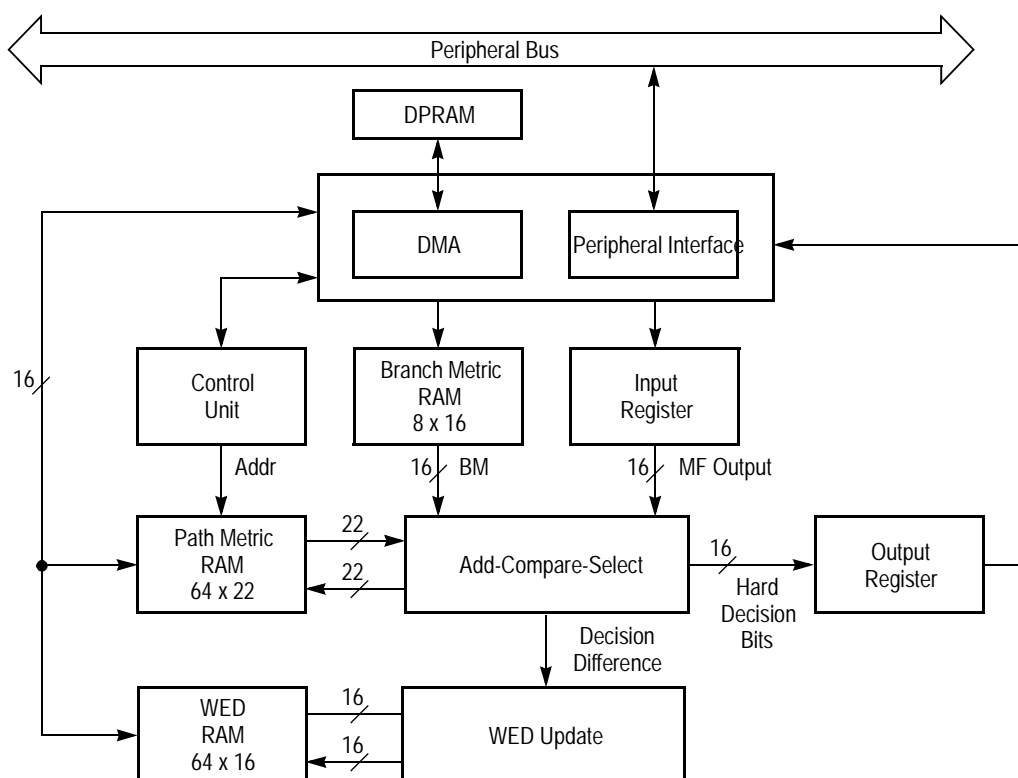 Peripheral Bus
DPRAM
DMA
Peripheral Interface
16
Control
Unit
Branch Metric
RAM
8 x 16
Input
Register
Addr
16
BM
16
MF Output
Path Metric
RAM
64 x 22
22
22
Add-Compare-Select
16
Hard
Decision
Bits
Output
Register
Decision
Difference
WED
RAM
64 x 16
16
16
WED Update